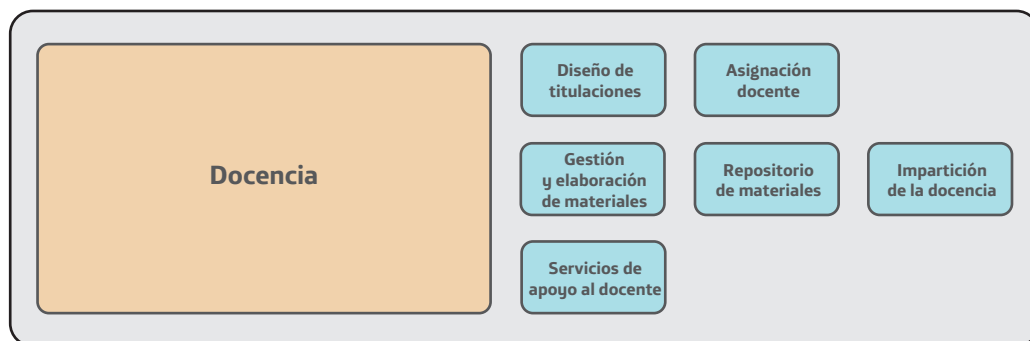 Docencia
Diseño de
titulaciones
Asignación
docente
Gestión
y elaboración
de materiales
Repositorio
de materiales
Impartición
de la docencia
Servicios de
apoyo al docente